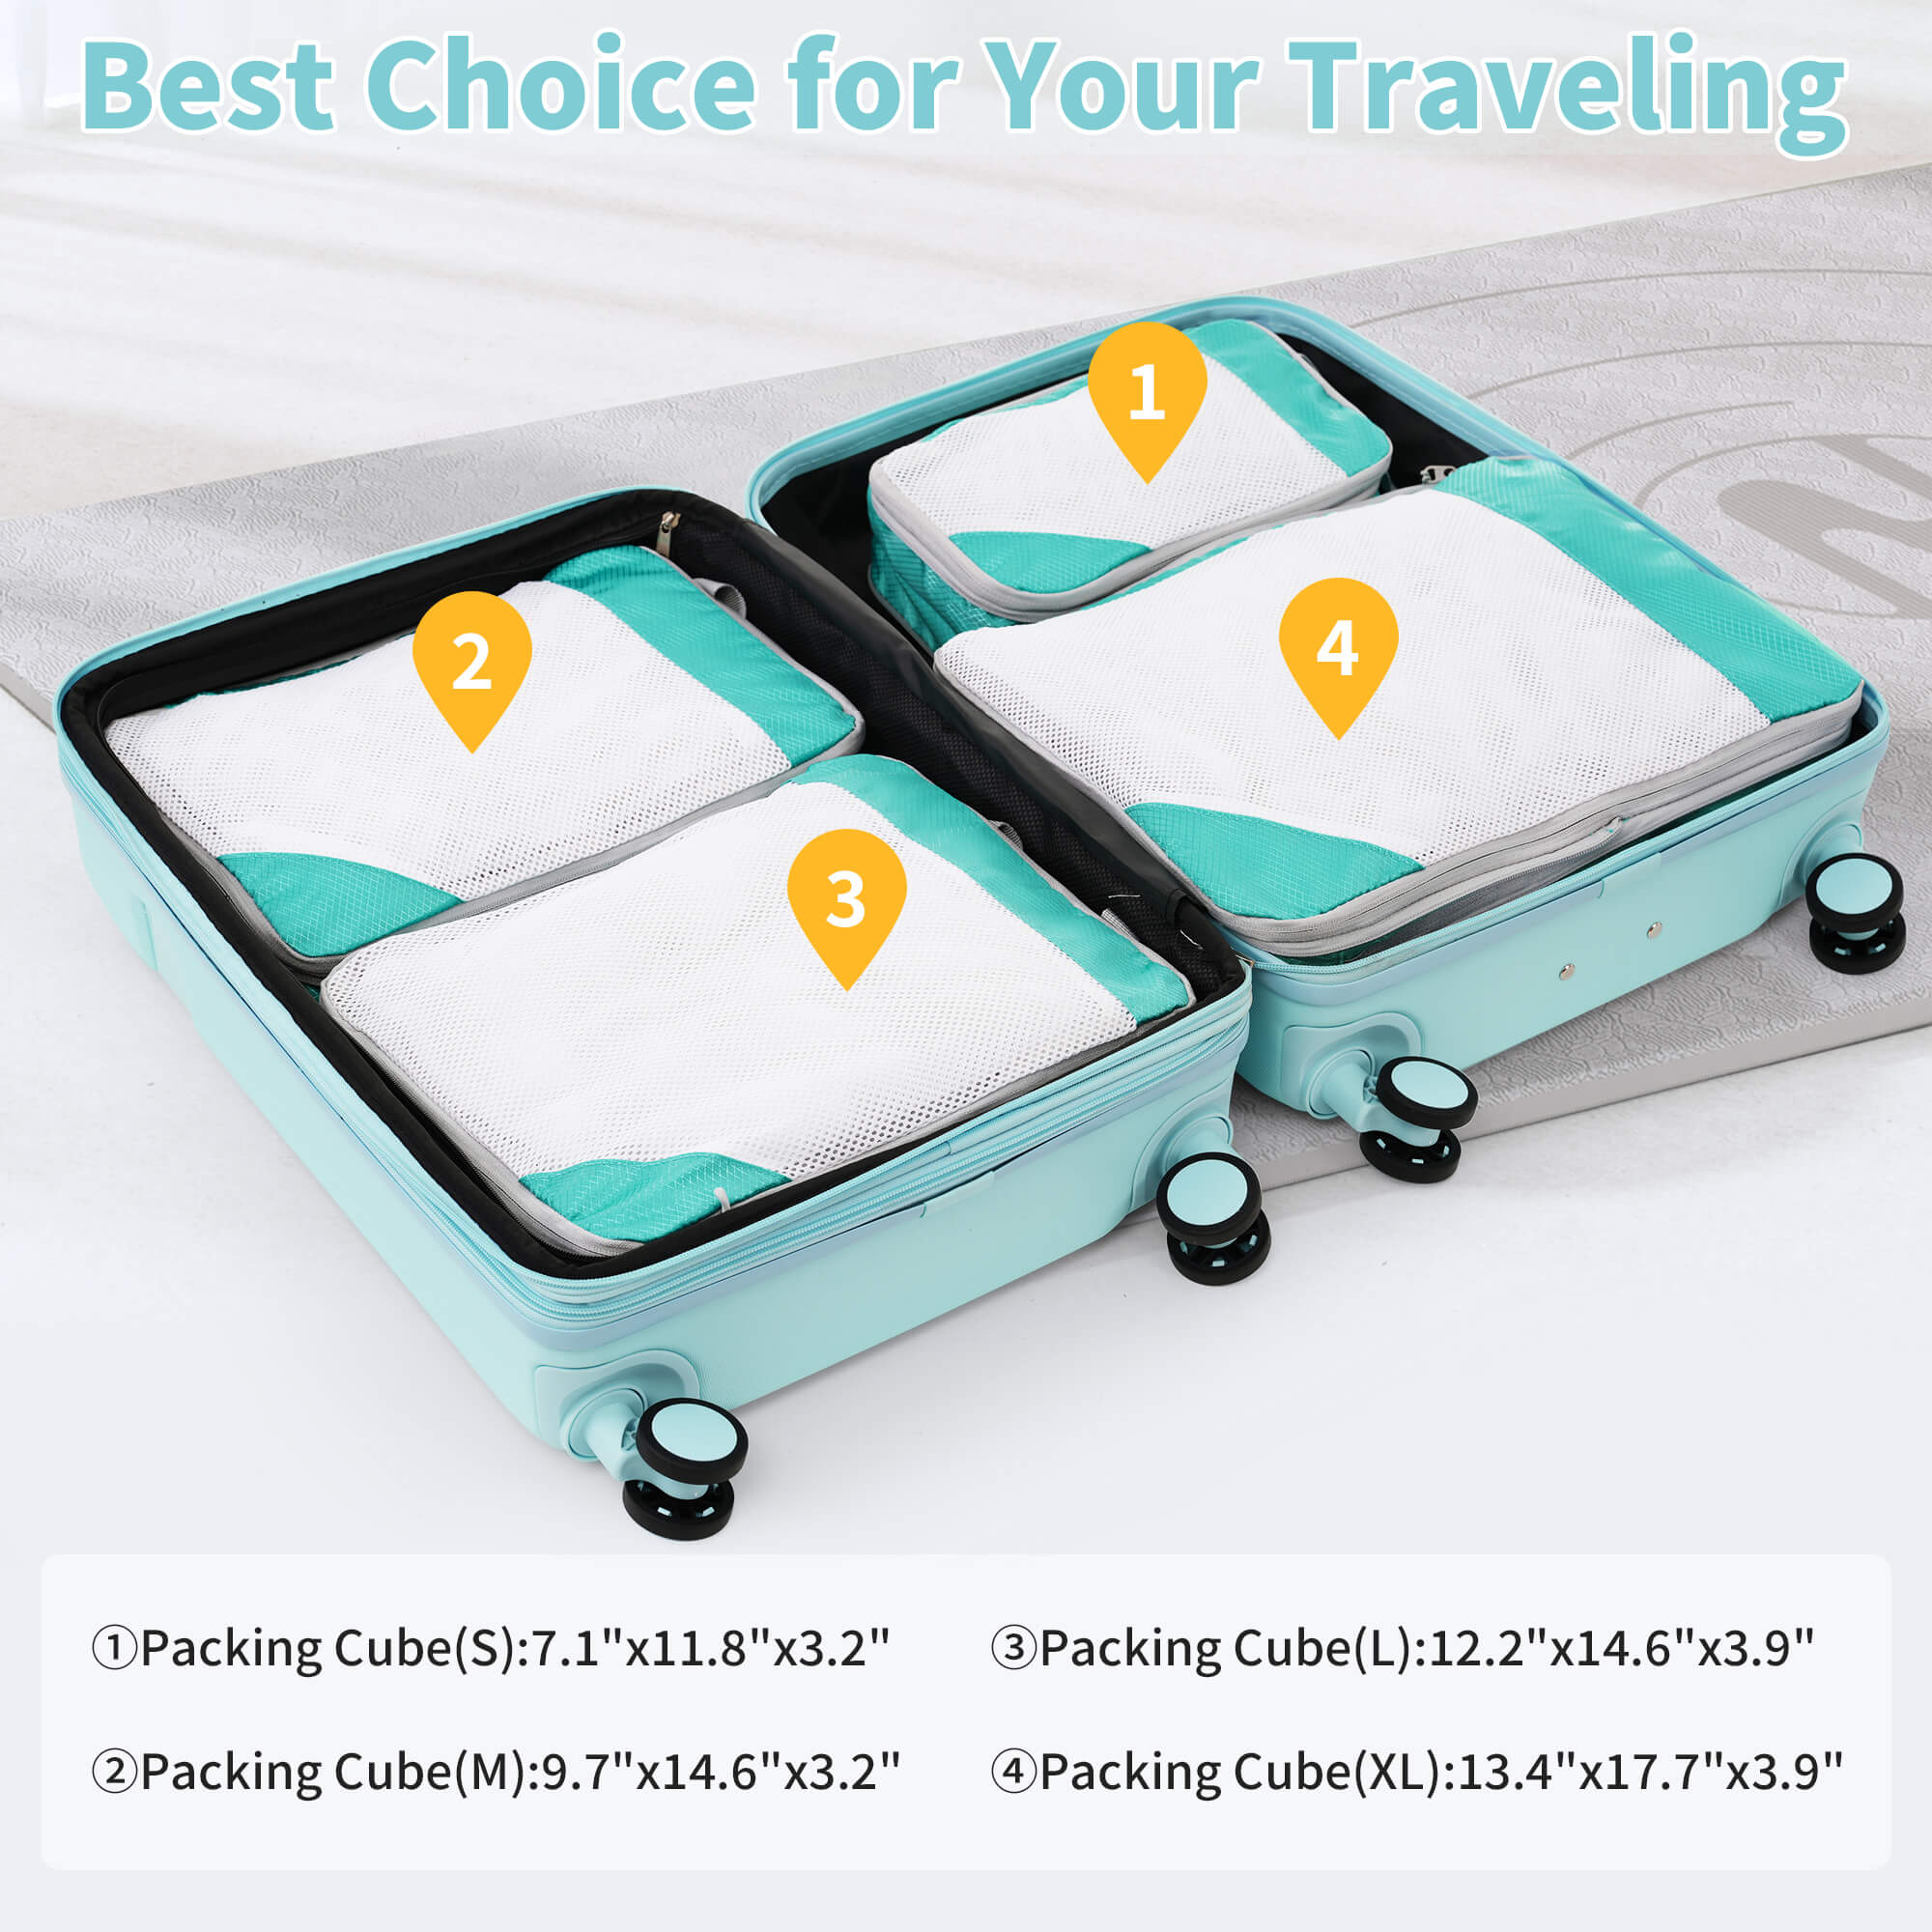 Best Choice for Your Traveling
1
2
4
3
①Packing Cube(S):7.1"x11.8"x3.2"
③Packing Cube(L):12.2"x14.6"x3.9"
②Packing Cube(M):9.7"x14.6"x3.2"
④Packing Cube(XL):13.4"x17.7"x3.9"